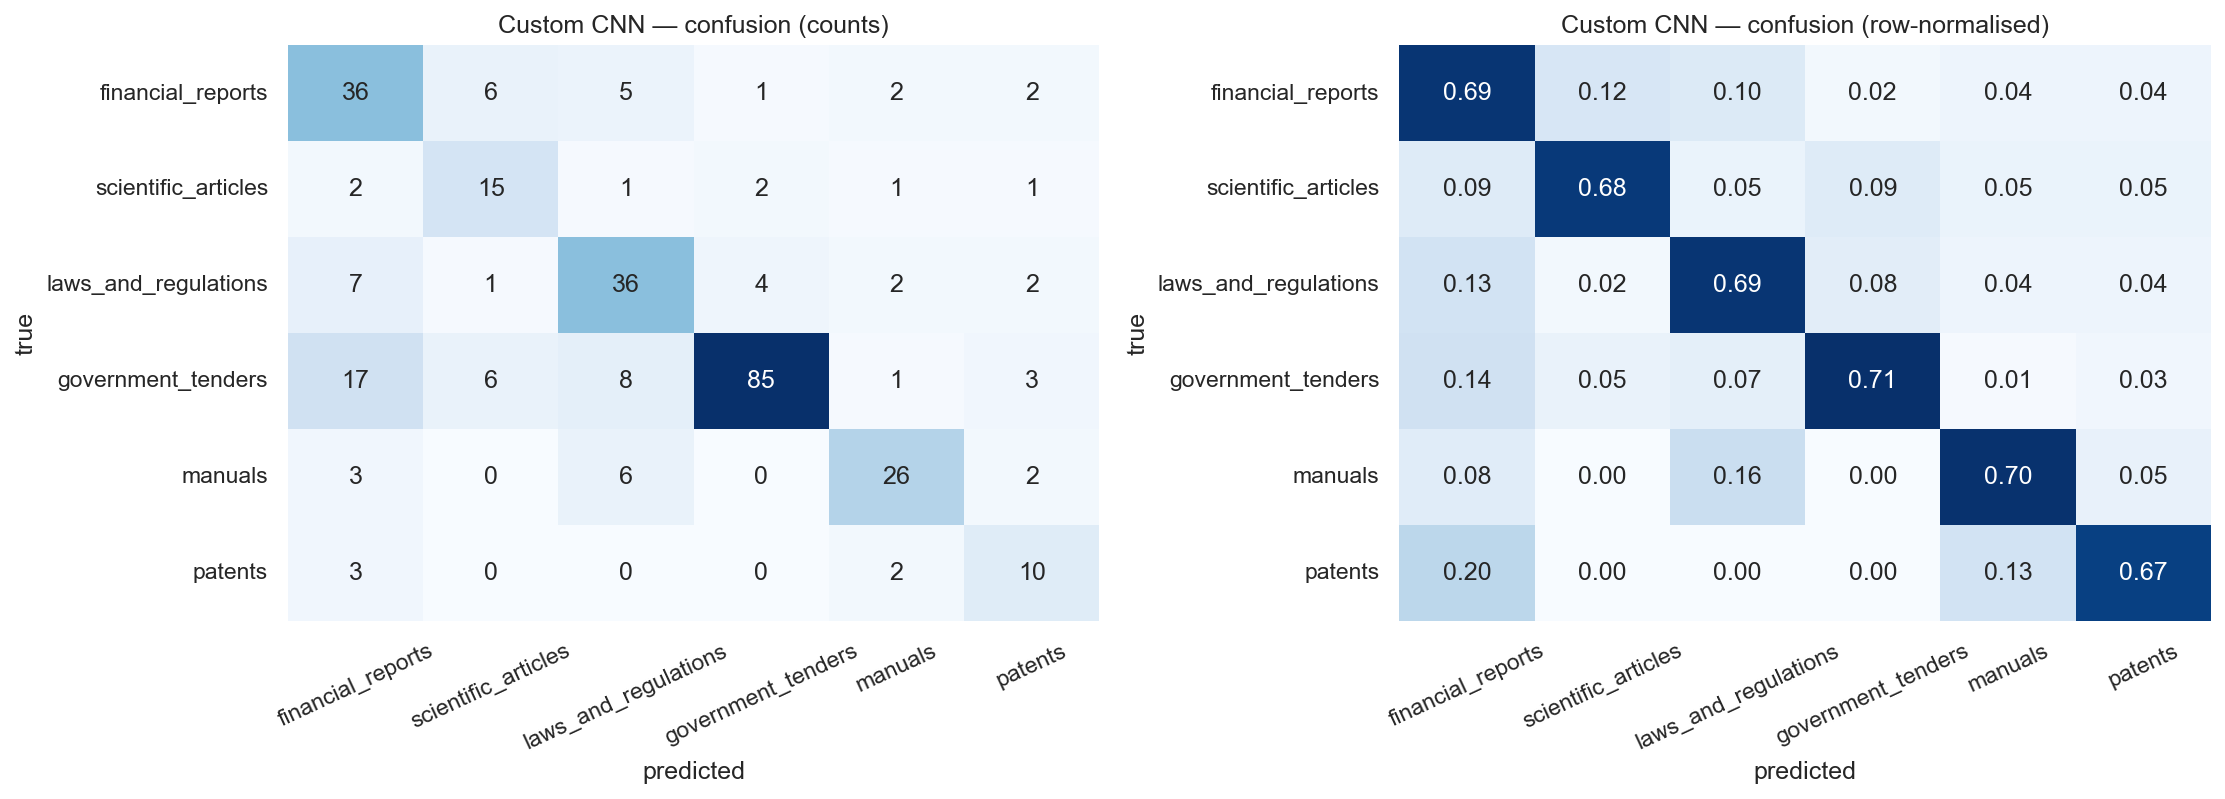 Custom CNN — confusion (counts)
financial_reports 36 6 5 1 2 2
scientific_articles 2 15 1 2 1 1
laws_and_regulations 7 1 36 4 2 2
government_tenders 17 6 8 85 1 3
manuals 3 0 6 0 26 2
patents 3 0 0 0 2 10
true
financial_reports scientific_articles laws_and_regulations government_tenders manuals patents
predicted
Custom CNN — confusion (row-normalised)
financial_reports 0.69 0.12 0.10 0.02 0.04 0.04
scientific_articles 0.09 0.68 0.05 0.09 0.05 0.05
laws_and_regulations 0.13 0.02 0.69 0.08 0.04 0.04
government_tenders 0.14 0.05 0.07 0.71 0.01 0.03
manuals 0.08 0.00 0.16 0.00 0.70 0.05
patents 0.20 0.00 0.00 0.00 0.13 0.67
true
financial_reports scientific_articles laws_and_regulations government_tenders manuals patents
predicted